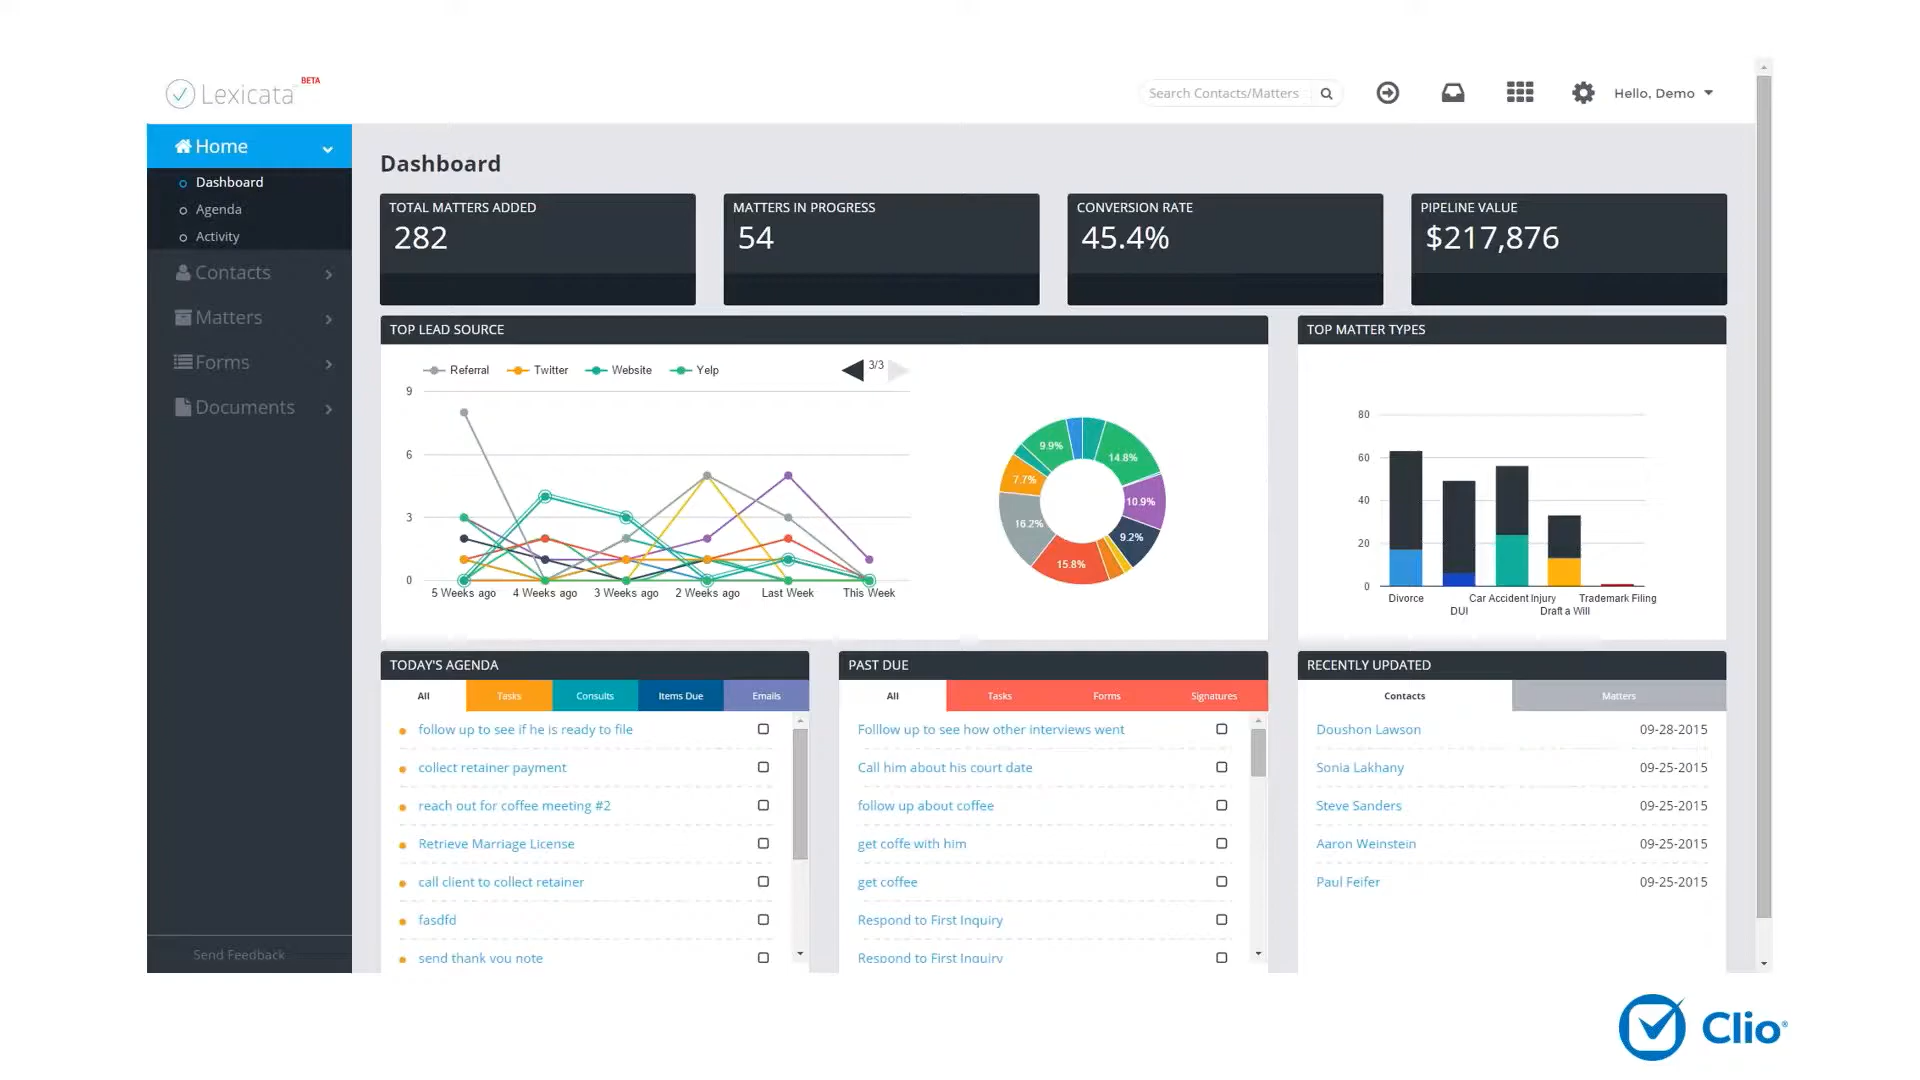 Lexicata BETA
Search Contacts/Matters
Hello, Demo
Home
Dashboard
Agenda
Activity
Contacts
Matters
Forms
Documents
Send Feedback
Dashboard
TOTAL MATTERS ADDED
282
MATTERS IN PROGRESS
54
CONVERSION RATE
45.4%
PIPELINE VALUE
$217,876
TOP LEAD SOURCE
Referral Twitter Website Yelp
3/3
9
6
3
0
5 Weeks ago 4 Weeks ago 3 Weeks ago 2 Weeks ago Last Week This Week
9.9%
14.8%
7.7%
10.9%
16.2%
9.2%
15.8%
TOP MATTER TYPES
80
60
40
20
0
Divorce Car Accident Injury Trademark Filing
DUI Draft a Will
TODAY'S AGENDA
All Tasks Consults Items Due Emails
follow up to see if he is ready to file
collect retainer payment
reach out for coffee meeting #2
Retrieve Marriage License
call client to collect retainer
fasdfd
send thank you note
PAST DUE
All Tasks Forms Signatures
Folllow up to see how other interviews went
Call him about his court date
follow up about coffee
get coffe with him
get coffee
Respond to First Inquiry
Respond to First Inquiry
RECENTLY UPDATED
Contacts Matters
Doushon Lawson 09-28-2015
Sonia Lakhany 09-25-2015
Steve Sanders 09-25-2015
Aaron Weinstein 09-25-2015
Paul Feifer 09-25-2015
Clio®